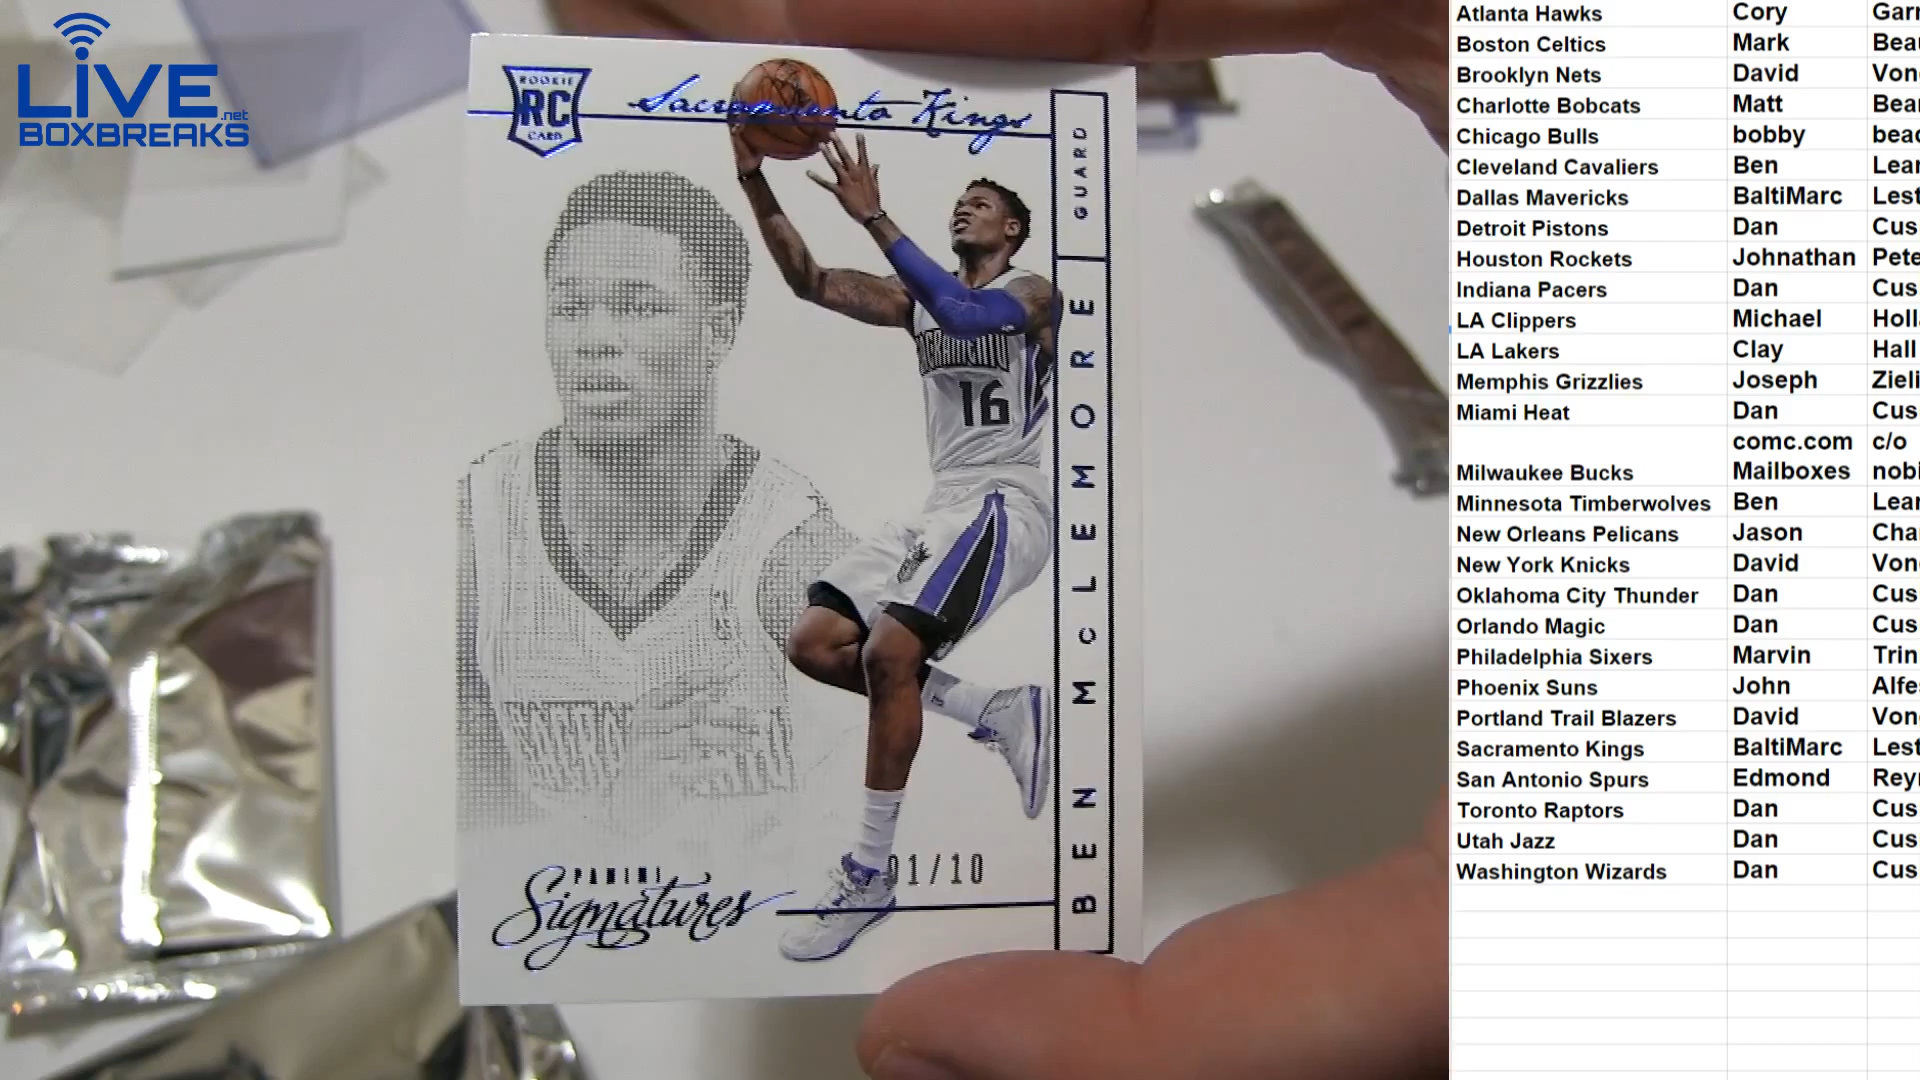 LiVE.net
BOXBREAKS
ROOKIE
RC
CARD
Sacramento Kings
GUARD
BEN McLEMORE
SACRAMENTO
16
01/10
PANINI
Signatures
Atlanta Hawks Cory
Boston Celtics Mark
Brooklyn Nets David
Charlotte Bobcats Matt
Chicago Bulls bobby
Cleveland Cavaliers Ben
Dallas Mavericks BaltiMarc
Detroit Pistons Dan
Houston Rockets Johnathan
Indiana Pacers Dan
LA Clippers Michael
LA Lakers Clay Hall
Memphis Grizzlies Joseph
Miami Heat Dan
comc.com c/o
Milwaukee Bucks Mailboxes
Minnesota Timberwolves Ben
New Orleans Pelicans Jason
New York Knicks David
Oklahoma City Thunder Dan
Orlando Magic Dan
Philadelphia Sixers Marvin
Phoenix Suns John
Portland Trail Blazers David
Sacramento Kings BaltiMarc
San Antonio Spurs Edmond
Toronto Raptors Dan
Utah Jazz Dan
Washington Wizards Dan